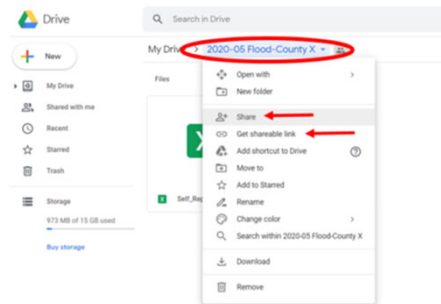 Drive
Search in Drive
New
My Drive > 2020-05 Flood-County X
My Drive
Shared with me
Recent
Starred
Trash
Storage
973 MB of 15 GB used
Buy storage
Files
Self_Rep
Open with
New folder
Share
Get shareable link
Add shortcut to Drive
Move to
Add to Starred
Rename
Change color
Search within 2020-05 Flood-County X
Download
Remove